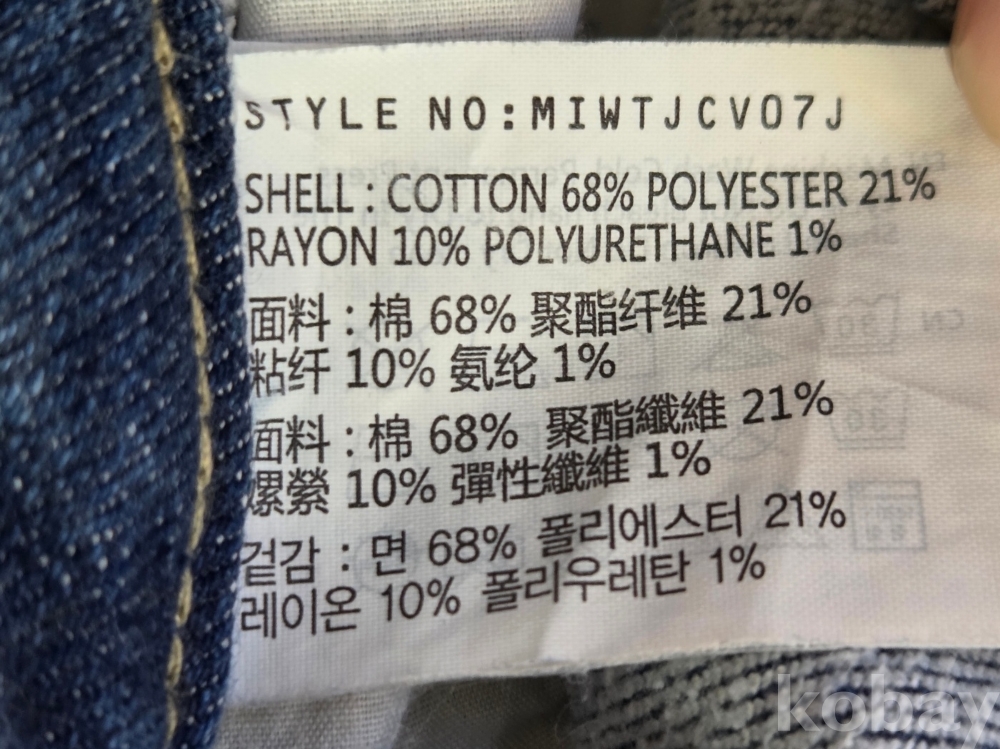 STYLE NO:MIWTJCV07J
SHELL : COTTON 68% POLYESTER 21%
RAYON 10% POLYURETHANE 1%
面料 : 棉 68% 聚酯纤维 21%
粘纤 10% 氨纶 1%
面料 : 棉 68% 聚酯纖維 21%
嫘縈 10% 彈性纖維 1%
겉감 : 면 68% 폴리에스터 21%
레이온 10% 폴리우레탄 1%
kobay